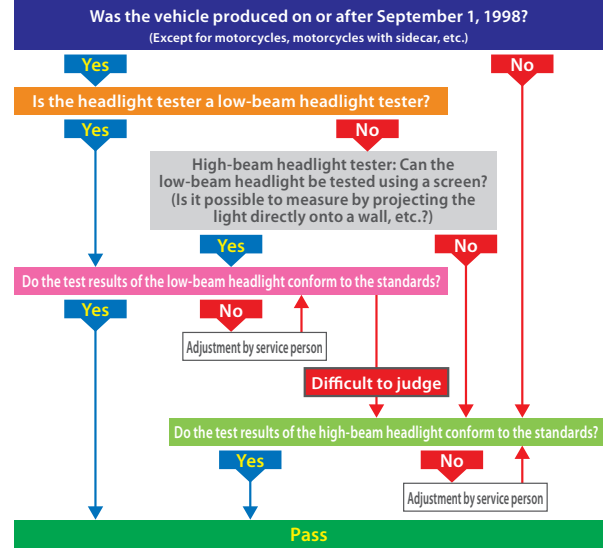 Was the vehicle produced on or after September 1, 1998?
(Except for motorcycles, motorcycles with sidecar, etc.)
Yes
No
Is the headlight tester a low-beam headlight tester?
Yes
No
High-beam headlight tester: Can the
low-beam headlight be tested using a screen?
(Is it possible to measure by projecting the
light directly onto a wall, etc.?)
Yes
No
Do the test results of the low-beam headlight conform to the standards?
Yes
No
Adjustment by service person
Difficult to judge
Do the test results of the high-beam headlight conform to the standards?
Yes
No
Adjustment by service person
Pass